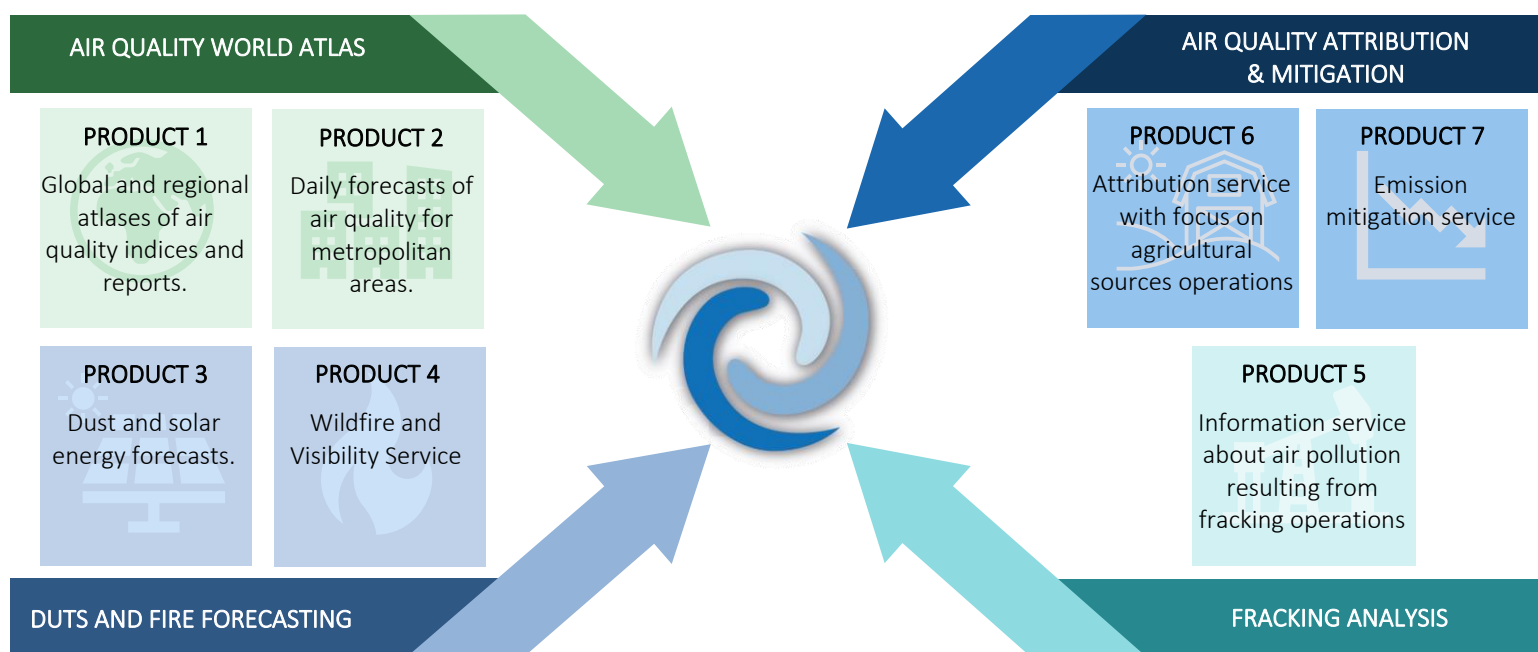 AIR QUALITY WORLD ATLAS
PRODUCT 1
Global and regional
atlases of air
quality indices and
reports.
PRODUCT 2
Daily forecasts of
air quality for
metropolitan
areas.
PRODUCT 3
Dust and solar
energy forecasts.
PRODUCT 4
Wildfire and
Visibility Service
DUTS AND FIRE FORECASTING
AIR QUALITY ATTRIBUTION
& MITIGATION
PRODUCT 6
Attribution service
with focus on
agricultural
sources operations
PRODUCT 7
Emission
mitigation service
PRODUCT 5
Information service
about air pollution
resulting from
fracking operations
FRACKING ANALYSIS